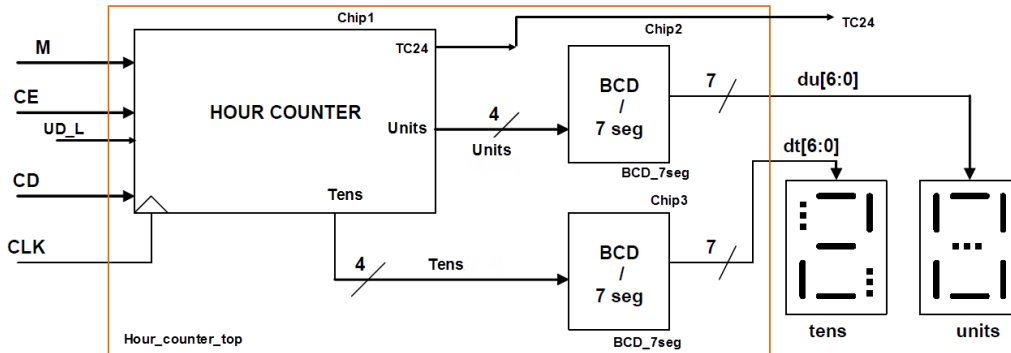 Chip1
TC24
TC24
Chip2
M
CE
UD_L
CD
CLK
HOUR COUNTER
Units
Tens
4
Units
BCD
/
7 seg
BCD_7seg
7
du[6:0]
dt[6:0]
Chip3
4
Tens
BCD
/
7 seg
BCD_7seg
7
tens
units
Hour_counter_top